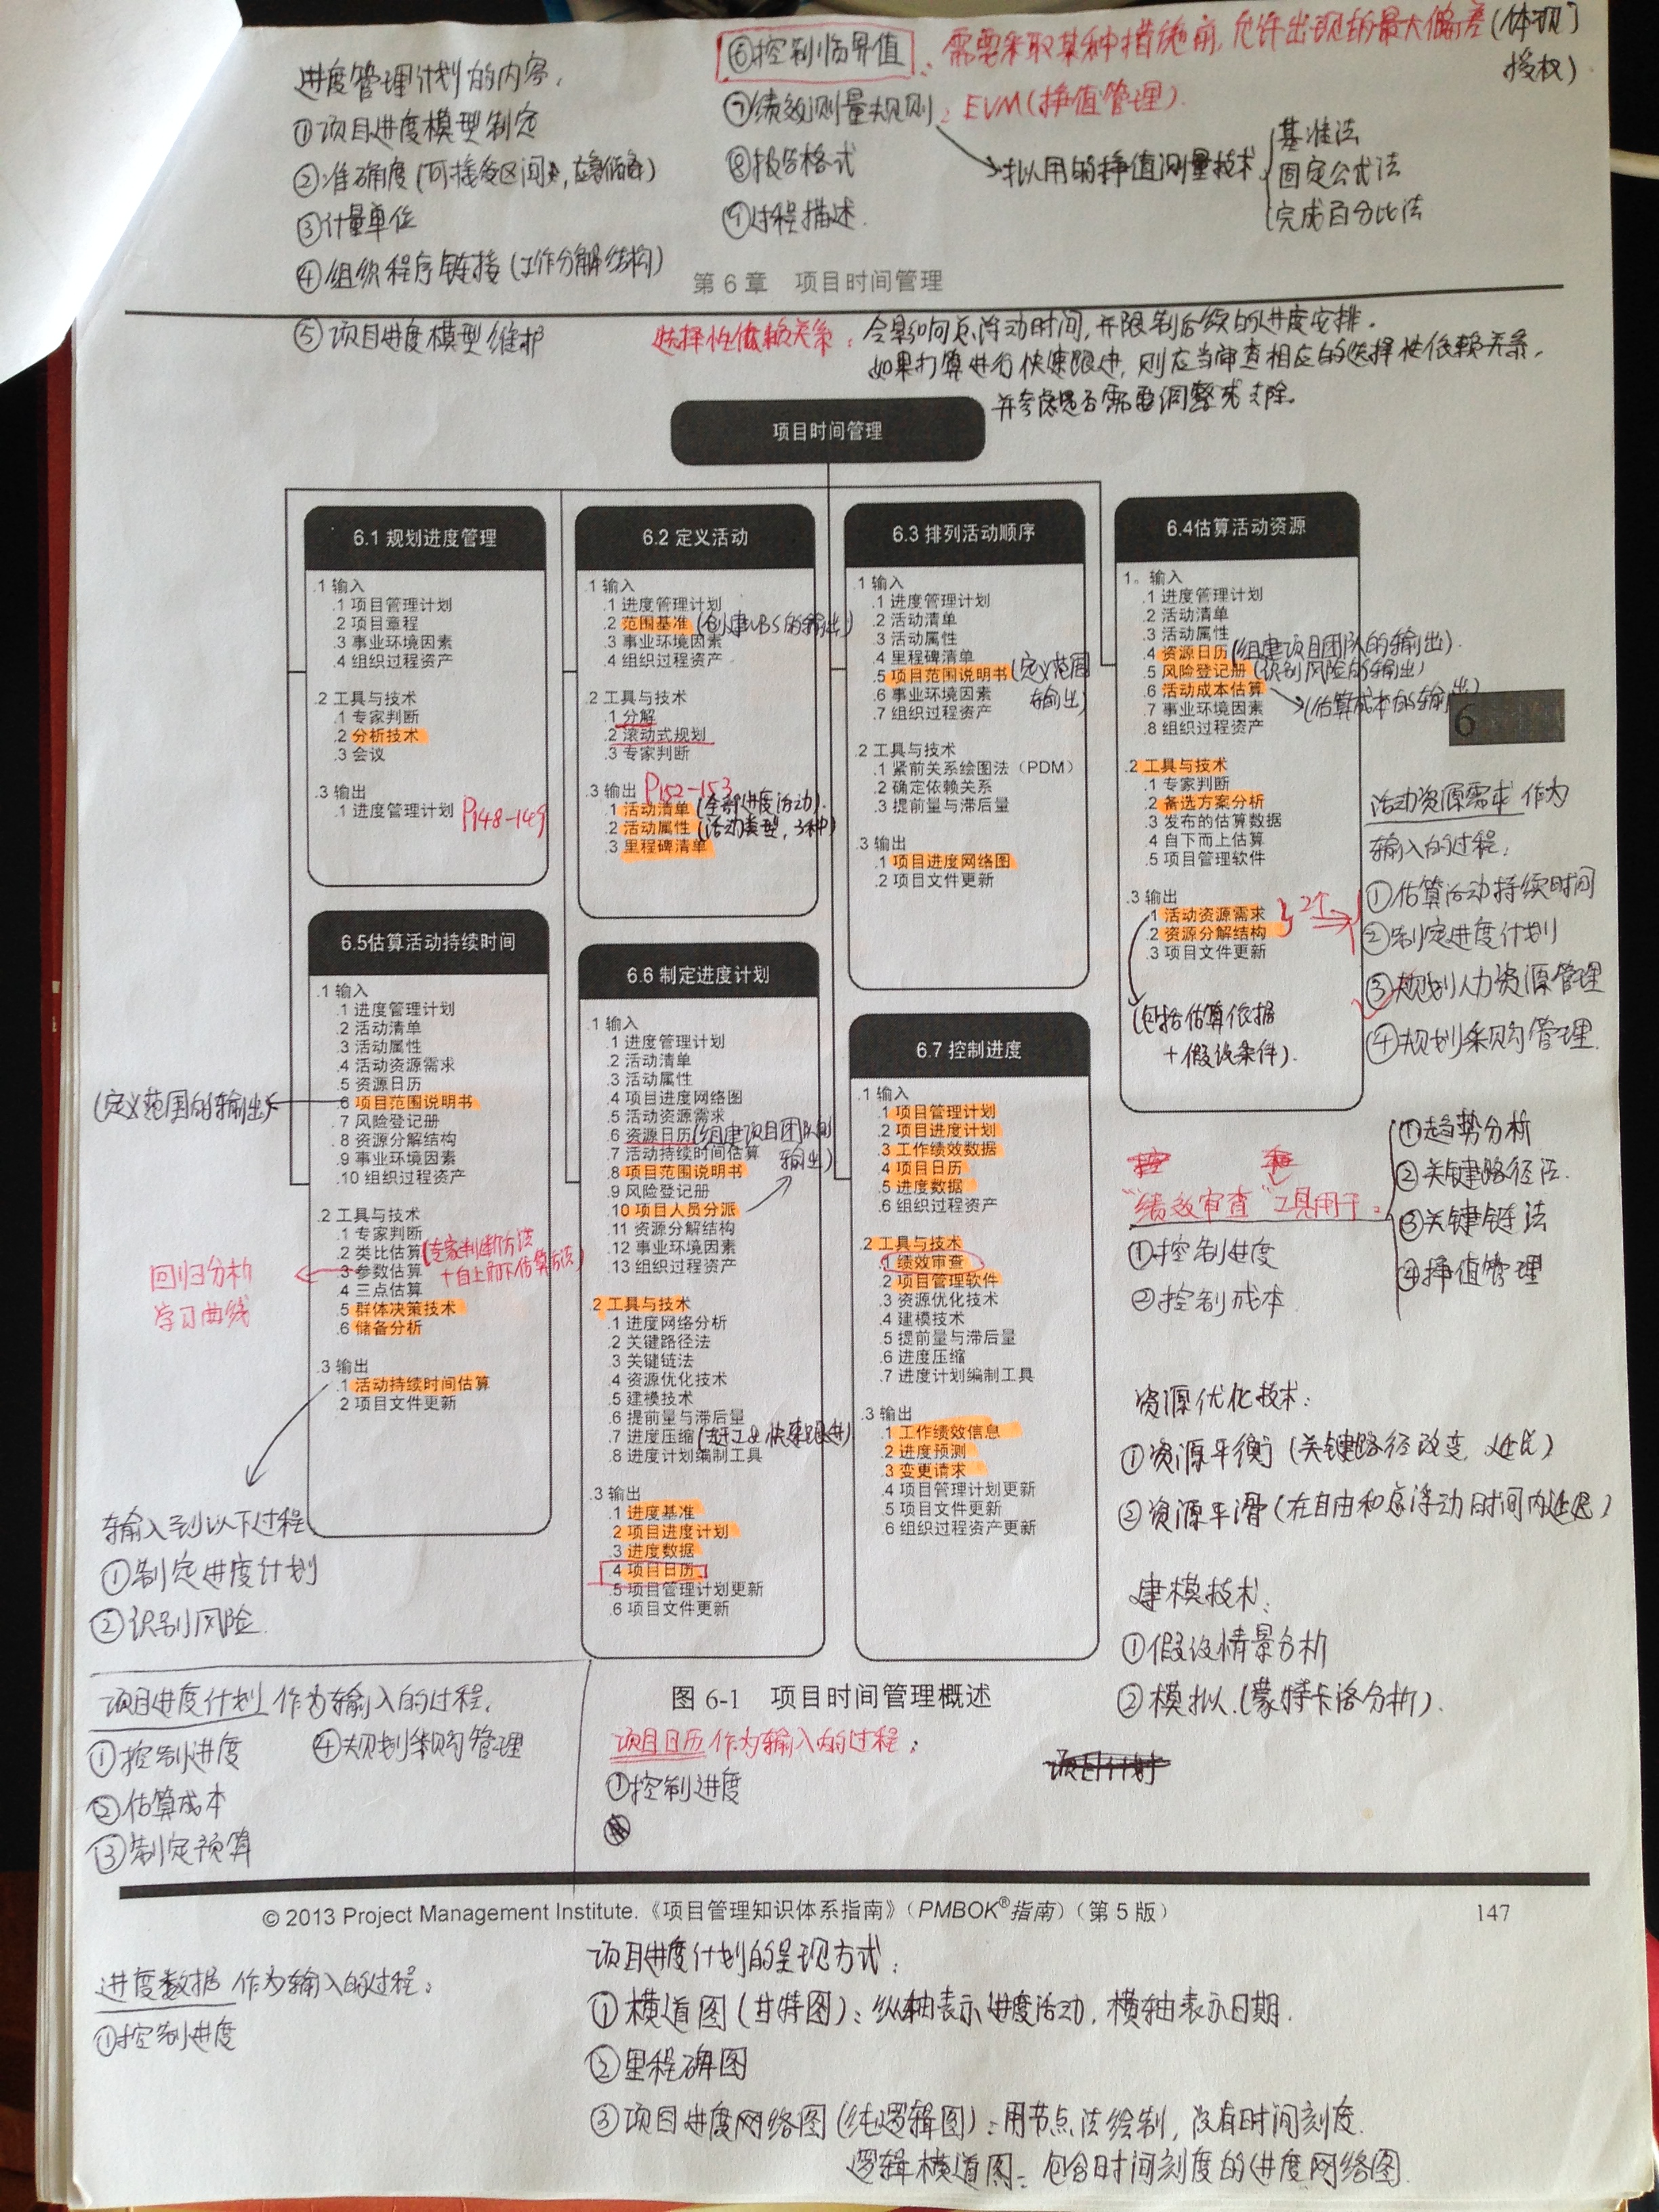 进度管理计划的内容:
①项目进度模型制定
②准确度(可接受区间,应急储备)
③计量单位
④组织程序链接(工作分解结构)
⑤项目进度模型维护
⑥控制临界值:需要采取某种措施前,允许出现的最大偏差(体现授权)
⑦绩效测量规则:EVM(挣值管理).
拟用的挣值测量技术
基准法
固定公式法
完成百分比法
⑧报告格式
⑨过程描述.
第 6 章 项目时间管理
选择性依赖关系:会影响总浮动时间,并限制后续的进度安排.
如果打算进行快速跟进,则应当审查相应的选择性依赖关系,
并考虑是否需要调整或去除.
项目时间管理
6.1 规划进度管理
.1 输入
.1 项目管理计划
.2 项目章程
.3 事业环境因素
.4 组织过程资产
.2 工具与技术
.1 专家判断
.2 分析技术
.3 会议
.3 输出
.1 进度管理计划 P148-149
6.2 定义活动
.1 输入
.1 进度管理计划
.2 范围基准(创建WBS的输出)
.3 事业环境因素
.4 组织过程资产
.2 工具与技术
.1 分解
.2 滚动式规划
.3 专家判断
.3 输出 P152-153
.1 活动清单(全部进度活动).
.2 活动属性(活动类型,3种)
.3 里程碑清单
6.3 排列活动顺序
.1 输入
.1 进度管理计划
.2 活动清单
.3 活动属性
.4 里程碑清单
.5 项目范围说明书(定义范围输出)
.6 事业环境因素
.7 组织过程资产
.2 工具与技术
.1 紧前关系绘图法(PDM)
.2 确定依赖关系
.3 提前量与滞后量
.3 输出
.1 项目进度网络图
.2 项目文件更新
6.4估算活动资源
1。输入
.1 进度管理计划
.2 活动清单
.3 活动属性
.4 资源日历(组建项目团队的输出).
.5 风险登记册(识别风险的输出)
.6 活动成本估算
(估算成本的输出)
.7 事业环境因素
.8 组织过程资产
.2 工具与技术
.1 专家判断
.2 备选方案分析
.3 发布的估算数据
.4 自下而上估算
.5 项目管理软件
.3 输出
.1 活动资源需求
.2 资源分解结构
.3 项目文件更新
2个
(包括估算依据
+假设条件).
6
活动资源需求 作为
输入的过程:
①估算活动持续时间
②制定进度计划
③规划人力资源管理
④规划采购管理.
6.5估算活动持续时间
.1 输入
.1 进度管理计划
.2 活动清单
.3 活动属性
.4 活动资源需求
.5 资源日历
.6 项目范围说明书
(定义范围的输出)
.7 风险登记册
.8 资源分解结构
.9 事业环境因素
.10 组织过程资产
.2 工具与技术
.1 专家判断
.2 类比估算(专家判断方法
+自上而下估算方法)
.3 参数估算
回归分析
学习曲线
.4 三点估算
.5 群体决策技术
.6 储备分析
.3 输出
.1 活动持续时间估算
.2 项目文件更新
输入到以下过程
①制定进度计划
②识别风险.
6.6 制定进度计划
.1 输入
.1 进度管理计划
.2 活动清单
.3 活动属性
.4 项目进度网络图
.5 活动资源需求
.6 资源日历(组建项目团队的输出)
.7 活动持续时间估算
.8 项目范围说明书
.9 风险登记册
.10 项目人员分派
.11 资源分解结构
.12 事业环境因素
.13 组织过程资产
.2 工具与技术
.1 进度网络分析
.2 关键路径法
.3 关键链法
.4 资源优化技术
.5 建模技术
.6 提前量与滞后量
.7 进度压缩(赶工&快速跟进)
.8 进度计划编制工具
.3 输出
.1 进度基准
.2 项目进度计划
.3 进度数据
.4 项目日历
.5 项目管理计划更新
.6 项目文件更新
6.7 控制进度
.1 输入
.1 项目管理计划
.2 项目进度计划
.3 工作绩效数据
.4 项目日历
.5 进度数据
.6 组织过程资产
.2 工具与技术
.1 绩效审查
.2 项目管理软件
.3 资源优化技术
.4 建模技术
.5 提前量与滞后量
.6 进度压缩
.7 进度计划编制工具
.3 输出
.1 工作绩效信息
.2 进度预测
.3 变更请求
.4 项目管理计划更新
.5 项目文件更新
.6 组织过程资产更新
“绩效审查”工具用于:
①控制进度
②控制成本
①趋势分析
②关键路径法.
③关键链法
④挣值管理
资源优化技术:
①资源平衡(关键路径改变,延长)
②资源平滑(在自由和总浮动时间内延迟)
建模技术:
①假设情景分析
②模拟.(蒙特卡洛分析).
图 6-1 项目时间管理概述
项目进度计划 作为输入的过程.
①控制进度
②估算成本
③制定预算
④规划采购管理
项目日历作为输入的过程:
①控制进度
项目计划
© 2013 Project Management Institute.《项目管理知识体系指南》(PMBOK®指南)(第 5 版)
147
进度数据 作为输入的过程:
①控制进度
项目进度计划的呈现方式:
①横道图(甘特图):纵轴表示进度活动,横轴表示日期.
②里程碑图
③项目进度网络图(纯逻辑图):用节点法绘制,没有时间刻度.
逻辑横道图:包含时间刻度的进度网络图.